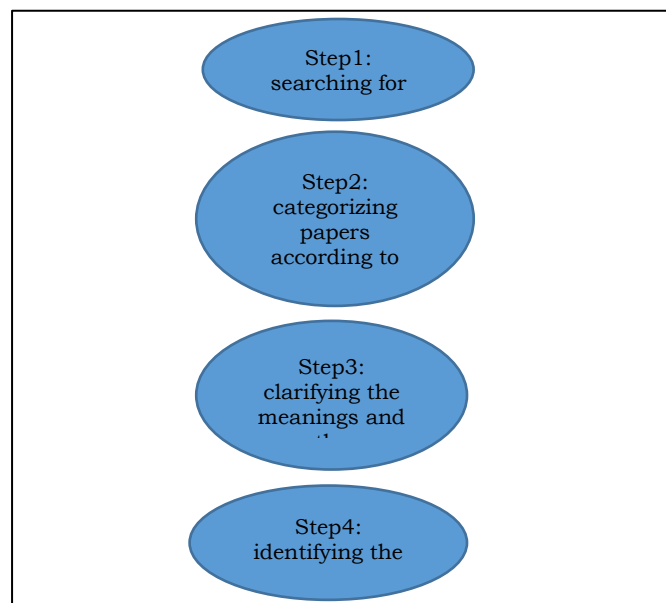 Step1:
searching for
Step2:
categorizing
papers
according to
Step3:
clarifying the
meanings and
Step4:
identifying the